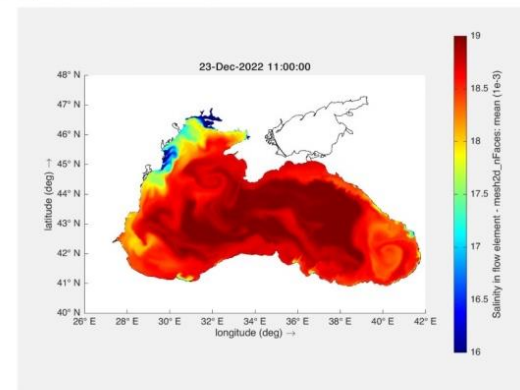 23-Dec-2022 11:00:00
48° N
47° N
46° N
45° N
44° N
43° N
42° N
41° N
40° N
latitude (deg) →
26° E 28° E 30° E 32° E 34° E 36° E 38° E 40° E 42° E
longitude (deg) →
19
18.5
18
17.5
17
16.5
16
Salinity in flow element - mesh2d_nFaces: mean (1e-3)